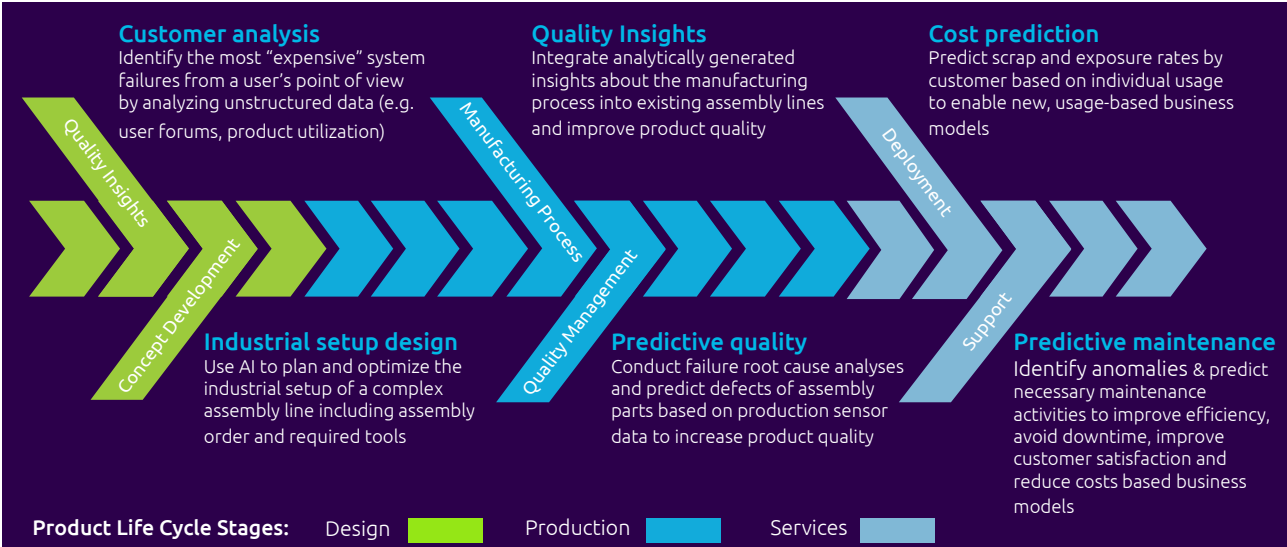 Customer analysis
Identify the most “expensive” system
failures from a user’s point of view
by analyzing unstructured data (e.g.
user forums, product utilization)
Quality Insights
Integrate analytically generated
insights about the manufacturing
process into existing assembly lines
and improve product quality
Cost prediction
Predict scrap and exposure rates by
customer based on individual usage
to enable new, usage-based business
models
Quality Insights
Manufacturing Process
Deployment
Concept Development
Quality Management
Support
Industrial setup design
Use AI to plan and optimize the
industrial setup of a complex
assembly line including assembly
order and required tools
Predictive quality
Conduct failure root cause analyses
and predict defects of assembly
parts based on production sensor
data to increase product quality
Predictive maintenance
Identify anomalies & predict
necessary maintenance
activities to improve efficiency,
avoid downtime, improve
customer satisfaction and
reduce costs based business
models
Product Life Cycle Stages: Design Production Services